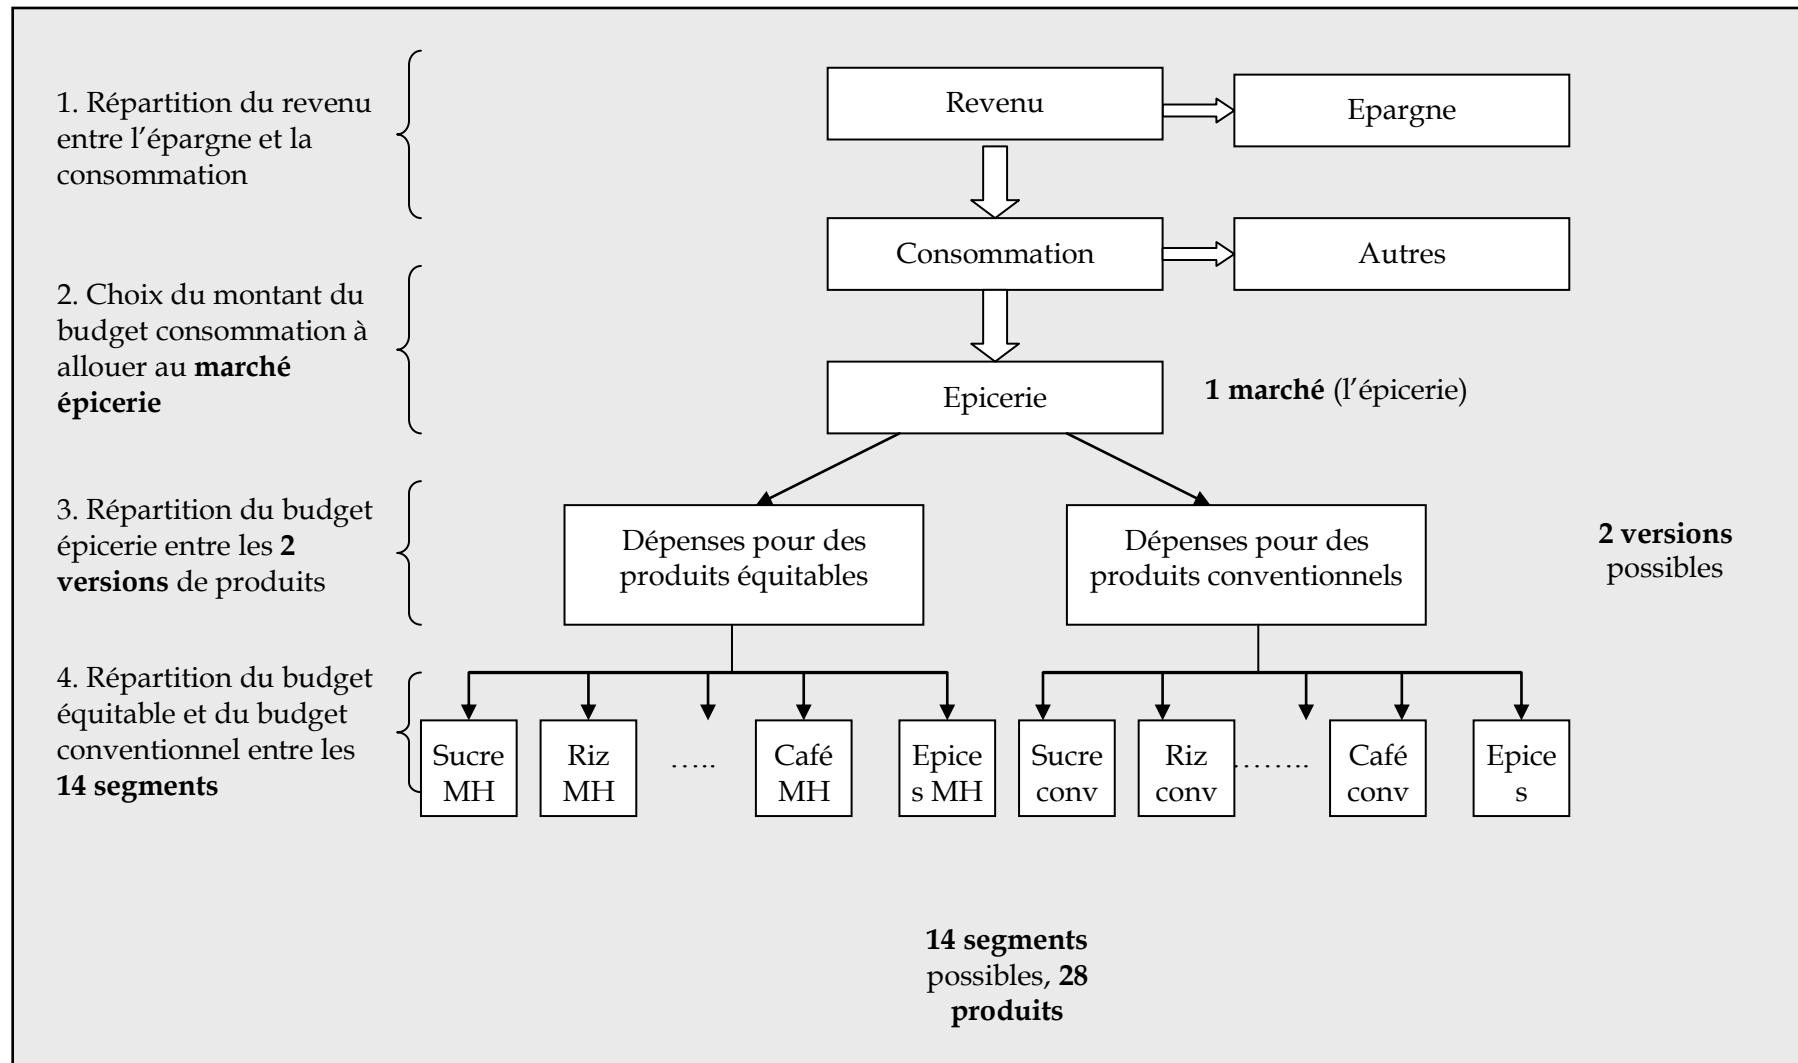 1. Répartition du revenu
entre l’épargne et la
consommation
Revenu
Epargne
Consommation
Autres
2. Choix du montant du
budget consommation à
allouer au marché
épicerie
Epicerie
1 marché (l’épicerie)
3. Répartition du budget
épicerie entre les 2
versions de produits
Dépenses pour des
produits équitables
Dépenses pour des
produits conventionnels
2 versions
possibles
4. Répartition du budget
équitable et du budget
conventionnel entre les
14 segments
Sucre
MH
Riz
MH
…..
Café
MH
Epice
s MH
Sucre
conv
Riz
conv
……..
Café
conv
Epice
s
14 segments
possibles, 28
produits